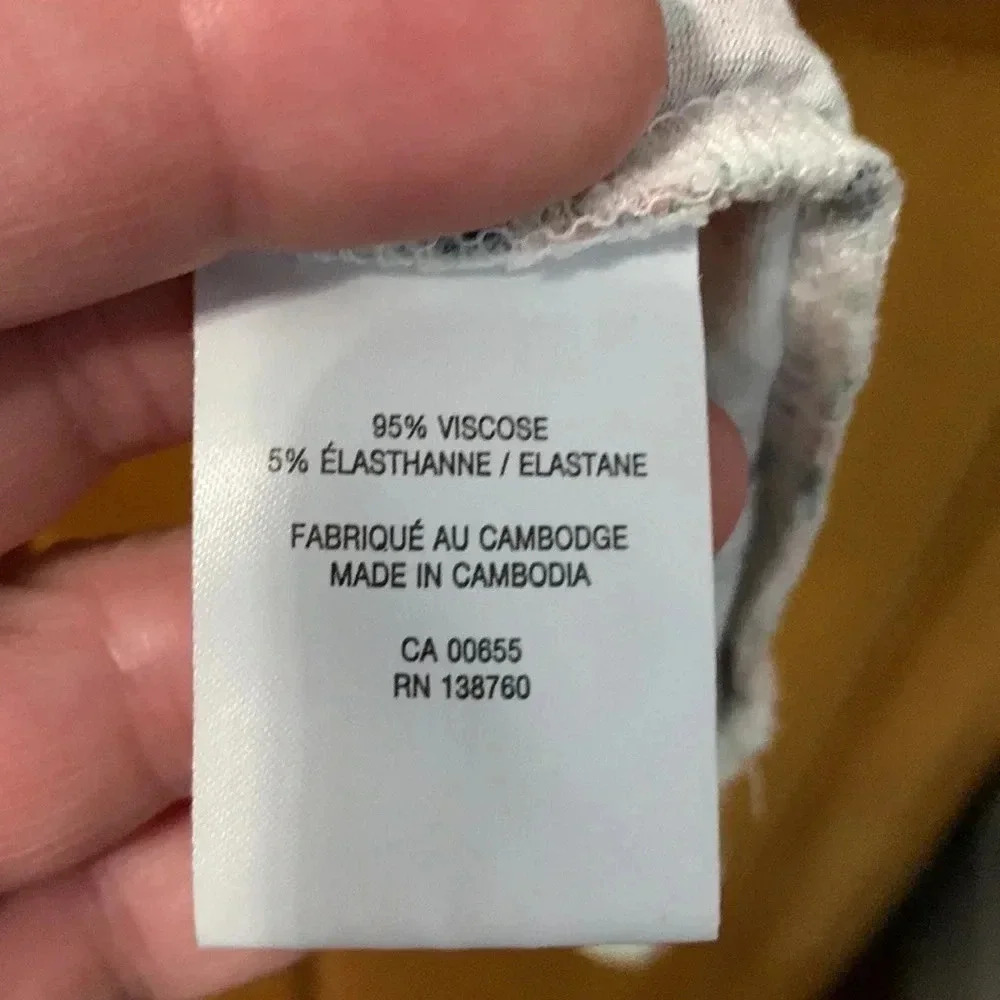 95% VISCOSE
5% ÉLASTHANNE / ELASTANE
FABRIQUÉ AU CAMBODGE
MADE IN CAMBODIA
CA 00655
RN 138760